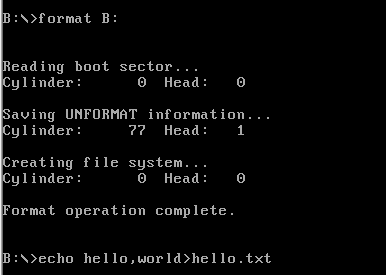 B:\>format B:
Reading boot sector...
Cylinder:     0  Head:   0
Saving UNFORMAT information...
Cylinder:    77  Head:   1
Creating file system...
Cylinder:     0  Head:   0
Format operation complete.
B:\>echo hello,world>hello.txt